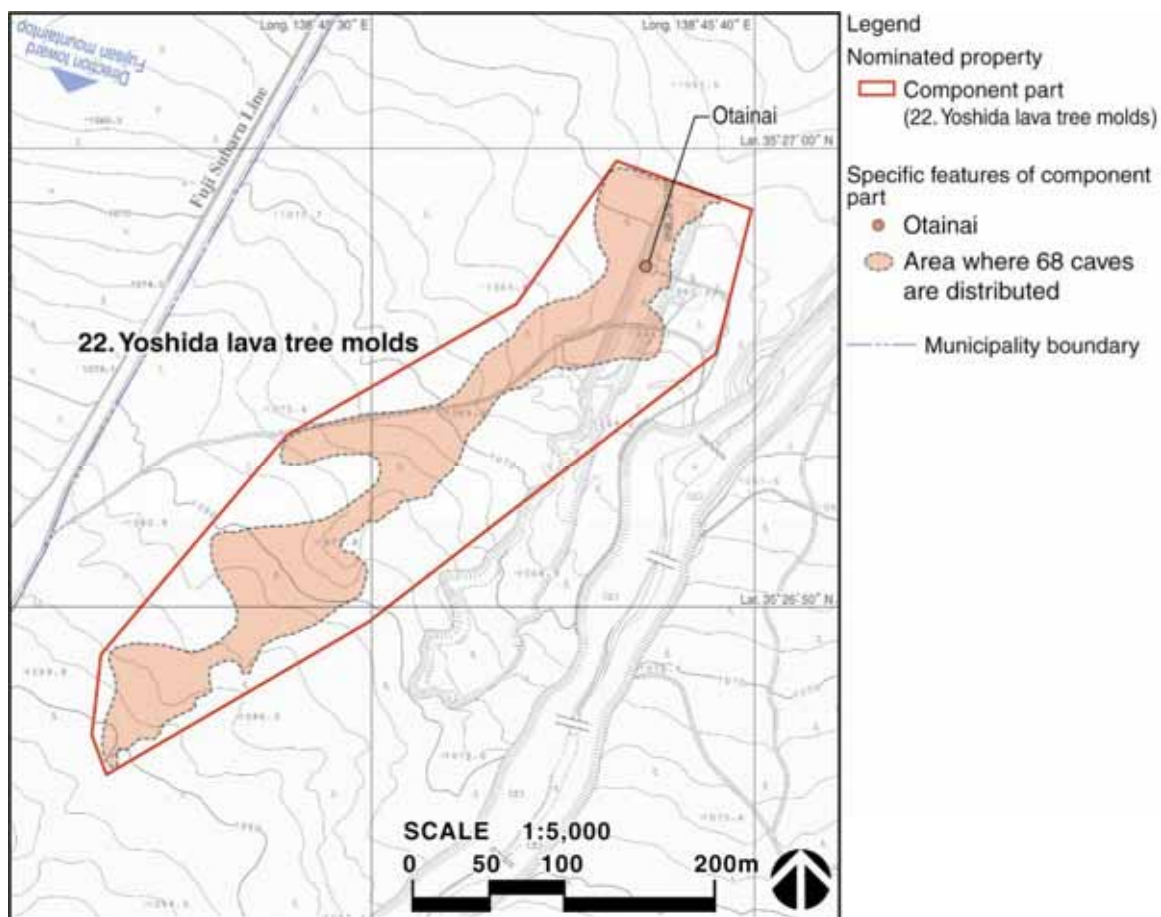 Long. 138°45'30" E
Long. 138°45'40" E
Direction toward
Fujisan mountaintop
Fuji Subaru Line
Otainai
Lat. 35°27'00" N
22. Yoshida lava tree molds
Lat. 35°26'50" N
SCALE 1:5,000
0 50 100 200m
Legend
Nominated property
Component part
(22. Yoshida lava tree molds)
Specific features of component
part
Otainai
Area where 68 caves
are distributed
Municipality boundary